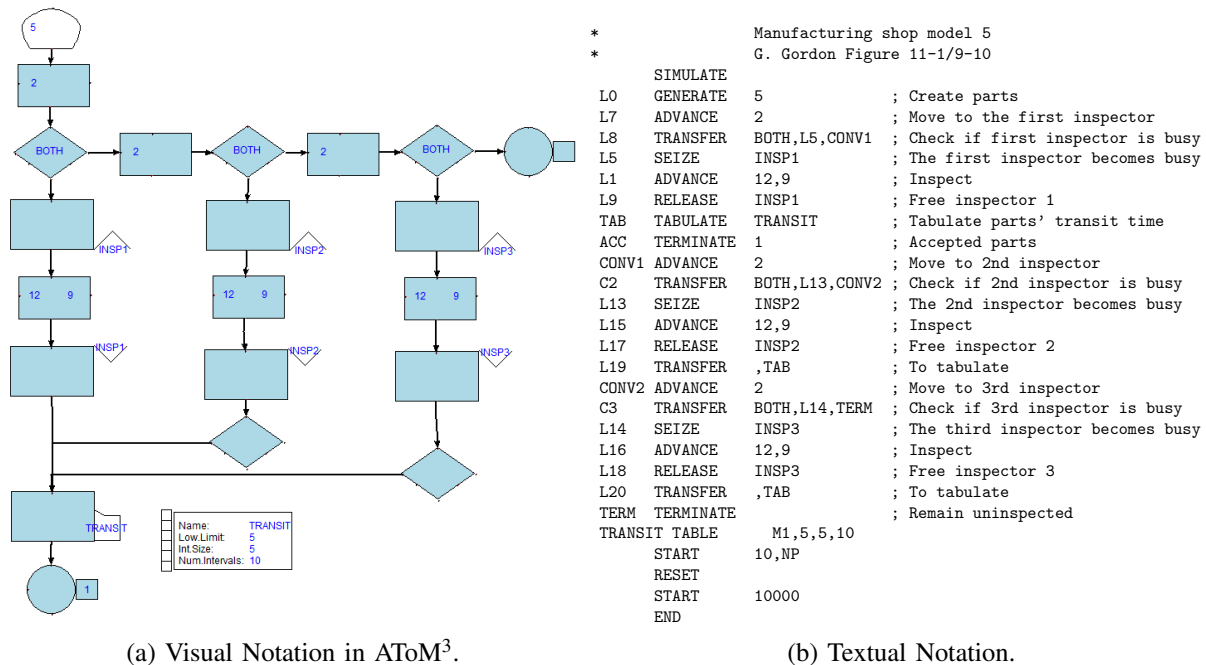 5
2
BOTH
2
BOTH
2
BOTH
INSP1
INSP2
INSP3
12 9
12 9
12 9
INSP1
INSP2
INSP3
TRANSIT
Name: TRANSIT
Low.Limit: 5
Int.Size: 5
Num.Intervals: 10
1
(a) Visual Notation in AToM³.
* Manufacturing shop model 5
* G. Gordon Figure 11-1/9-10
SIMULATE
L0 GENERATE 5 ; Create parts
L7 ADVANCE 2 ; Move to the first inspector
L8 TRANSFER BOTH,L5,CONV1 ; Check if first inspector is busy
L5 SEIZE INSP1 ; The first inspector becomes busy
L1 ADVANCE 12,9 ; Inspect
L9 RELEASE INSP1 ; Free inspector 1
TAB TABULATE TRANSIT ; Tabulate parts' transit time
ACC TERMINATE 1 ; Accepted parts
CONV1 ADVANCE 2 ; Move to 2nd inspector
C2 TRANSFER BOTH,L13,CONV2 ; Check if 2nd inspector is busy
L13 SEIZE INSP2 ; The 2nd inspector becomes busy
L15 ADVANCE 12,9 ; Inspect
L17 RELEASE INSP2 ; Free inspector 2
L19 TRANSFER ,TAB ; To tabulate
CONV2 ADVANCE 2 ; Move to 3rd inspector
C3 TRANSFER BOTH,L14,TERM ; Check if 3rd inspector is busy
L14 SEIZE INSP3 ; The third inspector becomes busy
L16 ADVANCE 12,9 ; Inspect
L18 RELEASE INSP3 ; Free inspector 3
L20 TRANSFER ,TAB ; To tabulate
TERM TERMINATE ; Remain uninspected
TRANSIT TABLE M1,5,5,10
START 10,NP
RESET
START 10000
END
(b) Textual Notation.